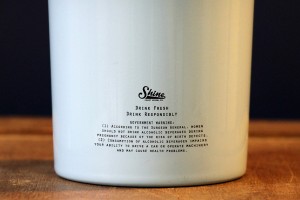 Shine
Drink Fresh
Drink Responsibly
GOVERNMENT WARNING:
(1) According to the Surgeon General, women
should not drink alcoholic beverages during
pregnancy because of the risk of birth defects.
(2) Consumption of alcoholic beverages impairs
your ability to drive a car or operate machinery
and may cause health problems.